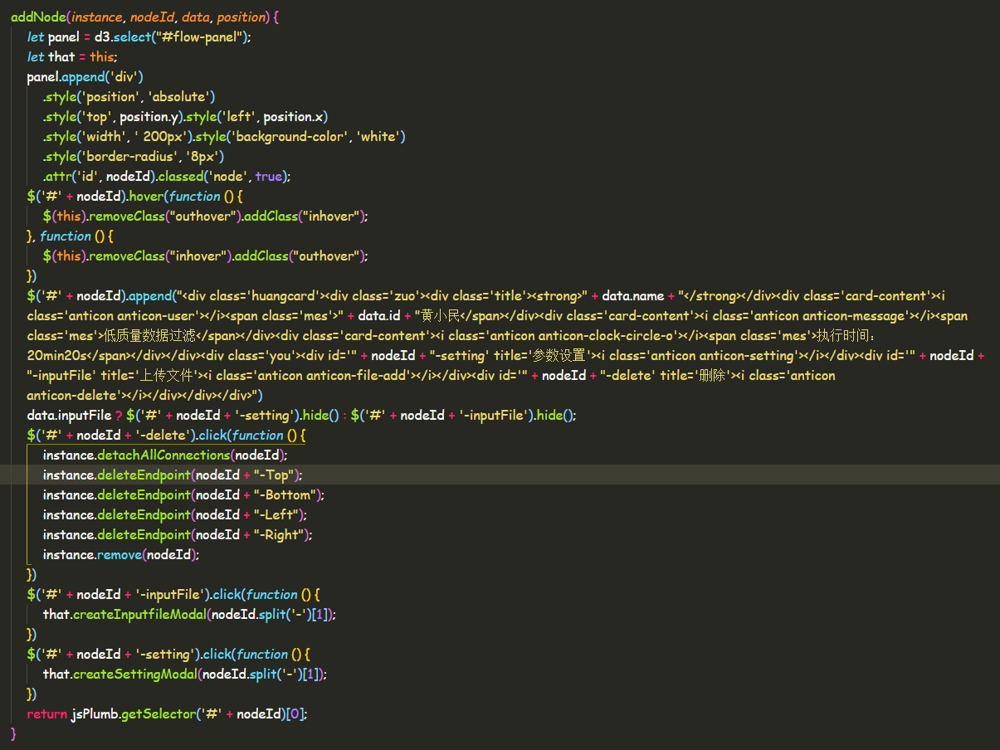 addNode(instance, nodeId, data, position) {
let panel = d3.select("#flow-panel");
let that = this;
panel.append('div')
.style('position', 'absolute')
.style('top', position.y).style('left', position.x)
.style('width', ' 200px').style('background-color', 'white')
.style('border-radius', '8px')
.attr('id', nodeId).classed('node', true);
$('#' + nodeId).hover(function () {
$(this).removeClass("outhover").addClass("inhover");
}, function () {
$(this).removeClass("inhover").addClass("outhover");
})
$('#' + nodeId).append("<div class='huangcard'><div class='zuo'><div class='title'><strong>" + data.name + "</strong></div><div class='card-content'><i
class='anticon anticon-user'></i><span class='mes'>" + data.id + "黄小民</span></div><div class='card-content'><i class='anticon anticon-message'></i><span
class='mes'>低质量数据过滤</span></div><div class='card-content'><i class='anticon anticon-clock-circle-o'></i><span class='mes'>执行时间:
20min20s</span></div></div><div class='you'><div id='" + nodeId + "-setting' title='参数设置'><i class='anticon anticon-setting'></i></div><div id='" + nodeId +
"-inputFile' title='上传文件'><i class='anticon anticon-file-add'></i></div><div id='" + nodeId + "-delete' title='删除'><i class='anticon
anticon-delete'></i></div></div></div>")
data.inputFile ? $('#' + nodeId + '-setting').hide() : $('#' + nodeId + '-inputFile').hide();
$('#' + nodeId + '-delete').click(function () {
instance.detachAllConnections(nodeId);
instance.deleteEndpoint(nodeId + "-Top");
instance.deleteEndpoint(nodeId + "-Bottom");
instance.deleteEndpoint(nodeId + "-Left");
instance.deleteEndpoint(nodeId + "-Right");
instance.remove(nodeId);
})
$('#' + nodeId + '-inputFile').click(function () {
that.createInputfileModal(nodeId.split('-')[1]);
})
$('#' + nodeId + '-setting').click(function () {
that.createSettingModal(nodeId.split('-')[1]);
})
return jsPlumb.getSelector('#' + nodeId)[0];
}